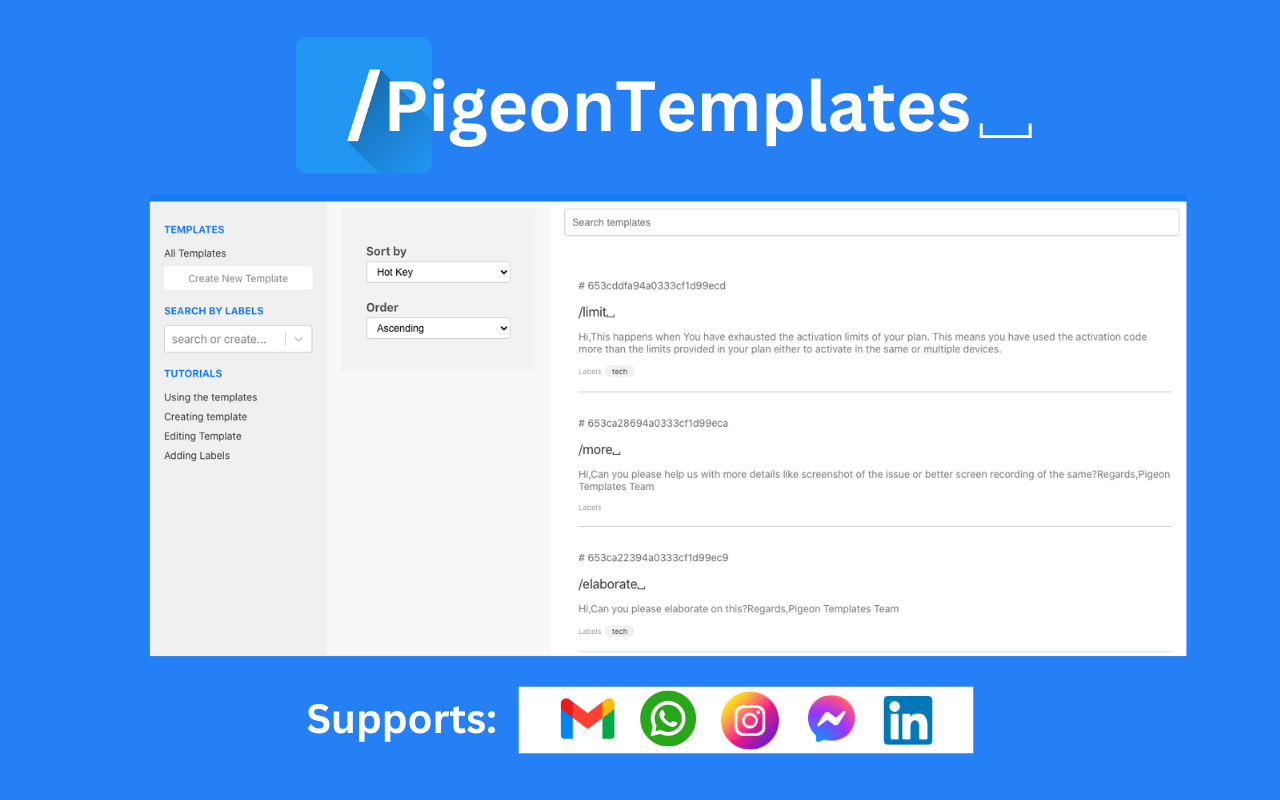 /PigeonTemplates⎵
TEMPLATES
All Templates
Create New Template
SEARCH BY LABELS
search or create...
TUTORIALS
Using the templates
Creating template
Editing Template
Adding Labels
Sort by
Hot Key
Order
Ascending
Search templates
# 653cddfa94a0333cf1d99ecd
/limit⎵
Hi,This happens when You have exhausted the activation limits of your plan. This means you have used the activation code
more than the limits provided in your plan either to activate in the same or multiple devices.
Labels tech
# 653ca28694a0333cf1d99eca
/more⎵
Hi,Can you please help us with more details like screenshot of the issue or better screen recording of the same?Regards,Pigeon
Templates Team
Labels
# 653ca22394a0333cf1d99ec9
/elaborate⎵
Hi,Can you please elaborate on this?Regards,Pigeon Templates Team
Labels tech
Supports:
in